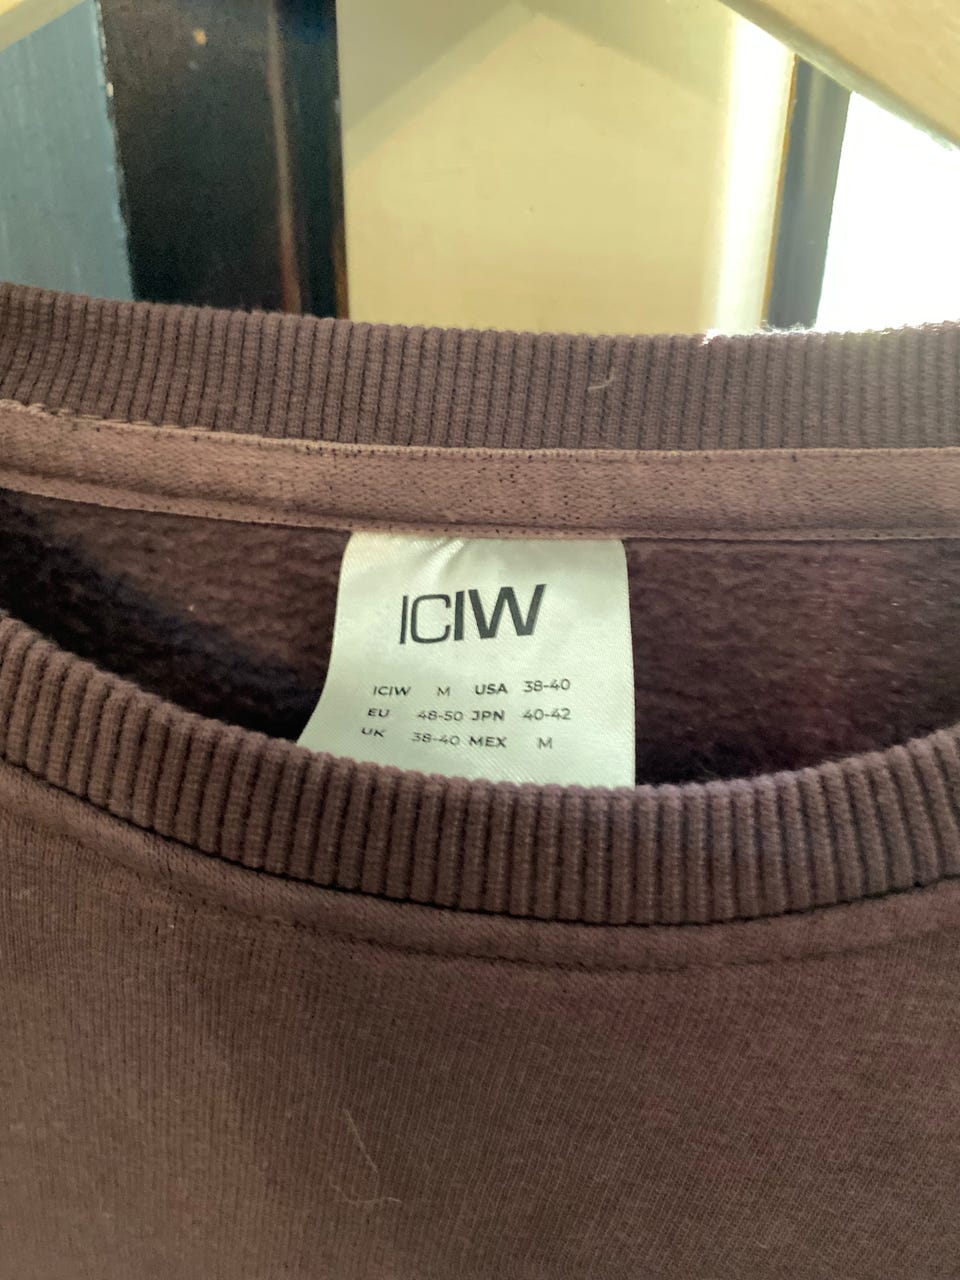 ICIW
ICIW M USA 38-40
EU 48-50 JPN 40-42
UK 38-40 MEX M